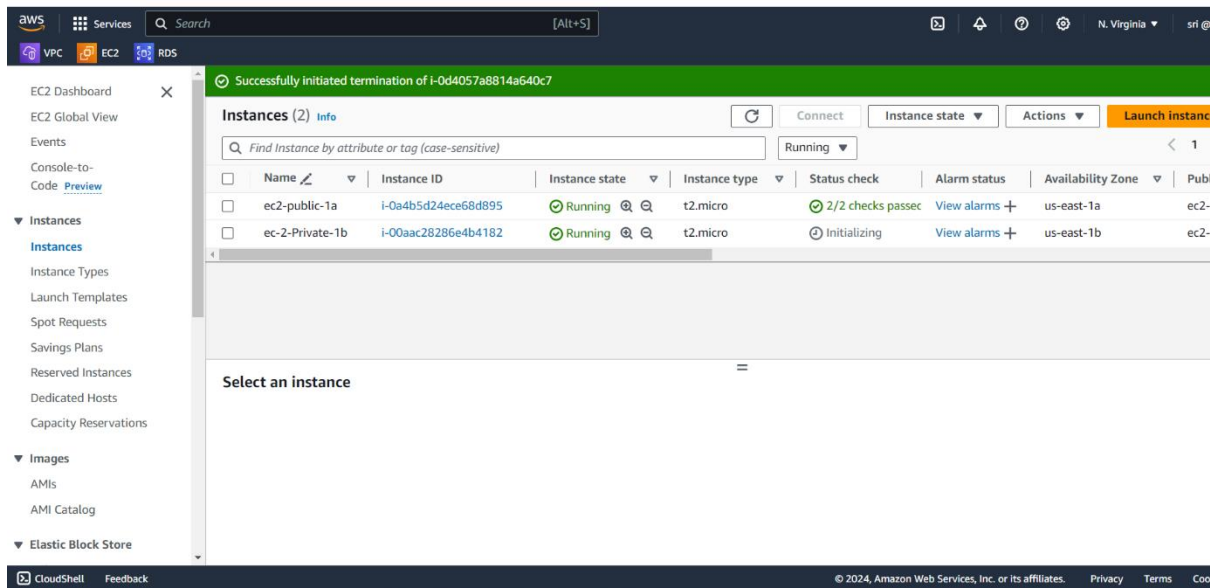 aws Services Search [Alt+S] N. Virginia ▼ sri @
VPC EC2 RDS
EC2 Dashboard
EC2 Global View
Events
Console-to-
Code Preview
▼ Instances
Instances
Instance Types
Launch Templates
Spot Requests
Savings Plans
Reserved Instances
Dedicated Hosts
Capacity Reservations
▼ Images
AMIs
AMI Catalog
▼ Elastic Block Store
Successfully initiated termination of i-0d4057a8814a640c7
Instances (2) Info Connect Instance state ▼ Actions ▼ Launch instanc
Find Instance by attribute or tag (case-sensitive) Running ▼ < 1
Name Instance ID Instance state Instance type Status check Alarm status Availability Zone Publ
ec2-public-1a i-0a4b5d24ece68d895 Running t2.micro 2/2 checks passec View alarms + us-east-1a ec2-
ec-2-Private-1b i-00aac28286e4b4182 Running t2.micro Initializing View alarms + us-east-1b ec2-
Select an instance
CloudShell Feedback © 2024, Amazon Web Services, Inc. or its affiliates. Privacy Terms Coo